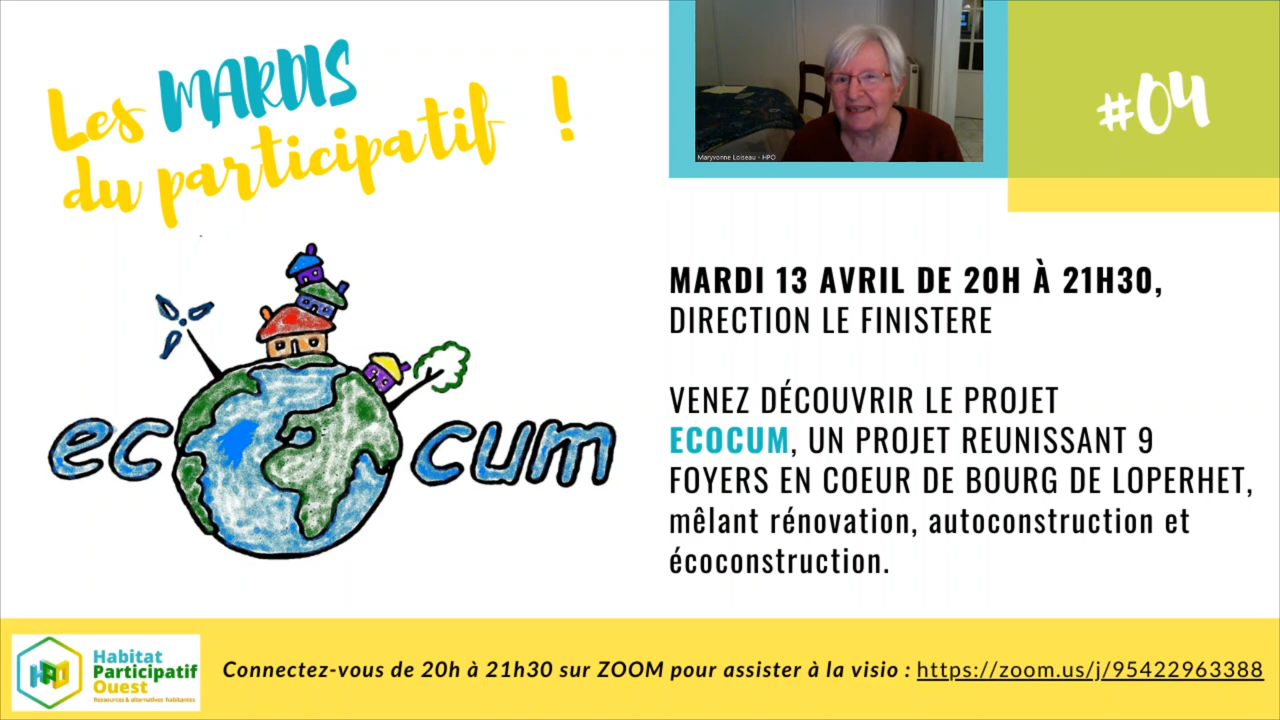 Les MARDIS
du participatif !
#04
Maryvonne Loiseau - HPO
MARDI 13 AVRIL DE 20H À 21H30,
DIRECTION LE FINISTERE
VENEZ DÉCOUVRIR LE PROJET
ECOCUM, UN PROJET REUNISSANT 9
FOYERS EN COEUR DE BOURG DE LOPERHET,
mêlant rénovation, autoconstruction et
écoconstruction.
ecocum
HPO
Habitat
Participatif
Ouest
Ressources & alternatives habitantes
Connectez-vous de 20h à 21h30 sur ZOOM pour assister à la visio : https://zoom.us/j/95422963388